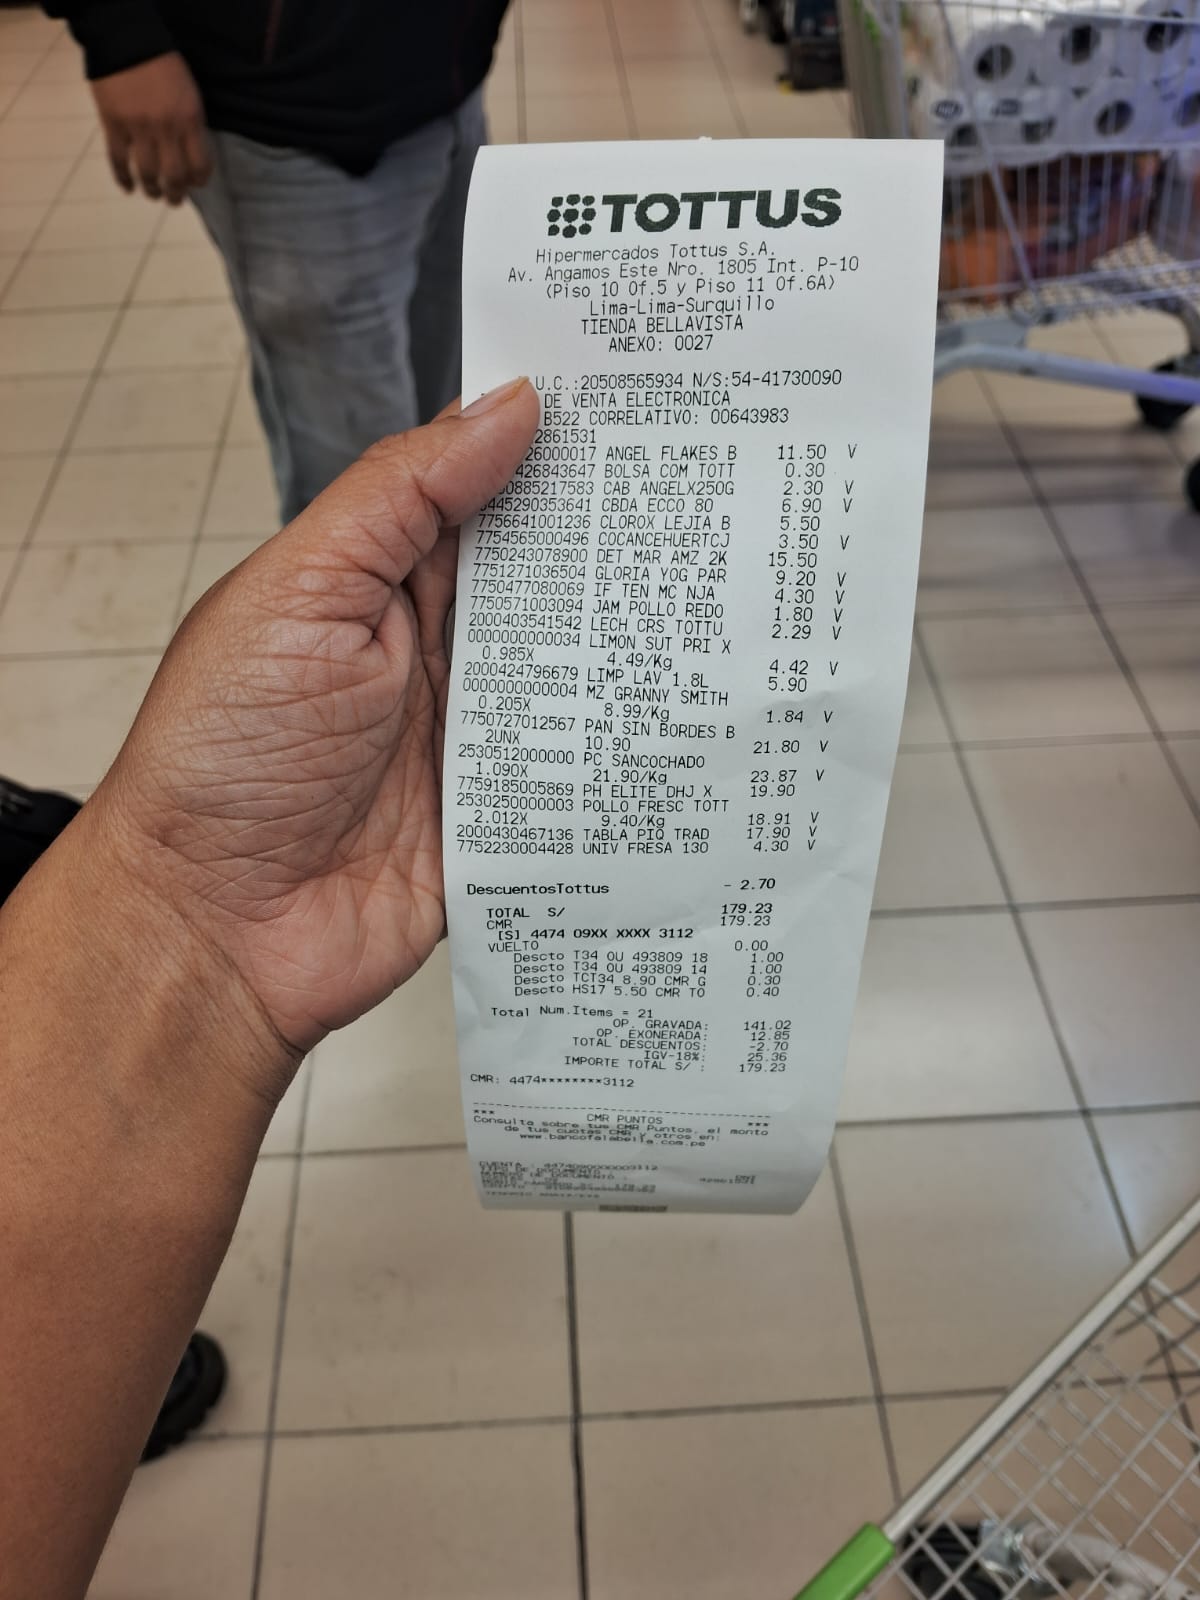 TOTTUS
Hipermercados Tottus S.A.
Av. Angamos Este Nro. 1805 Int. P-10
(Piso 10 Of.5 y Piso 11 Of.6A)
Lima-Lima-Surquillo
TIENDA BELLAVISTA
ANEXO: 0027
U.C.:20508565934 N/S:54-41730090
DE VENTA ELECTRONICA
B522 CORRELATIVO: 00643983
2861531
26000017 ANGEL FLAKES B 11.50 V
426843647 BOLSA COM TOTT 0.30
0885217583 CAB ANGELX250G 2.30 V
445290353641 CBDA ECCO 80 6.90 V
7756641001236 CLOROX LEJIA B 5.50
7754565000496 COCANCEHUERTCJ 3.50 V
7750243078900 DET MAR AMZ 2K 15.50
7751271036504 GLORIA YOG PAR 9.20 V
7750477080069 IF TEN MC NJA 4.30 V
7750571003094 JAM POLLO REDO 1.80 V
2000403541542 LECH CRS TOTTU 2.29 V
0000000000034 LIMON SUT PRI X
0.985X 4.49/Kg 4.42 V
2000424796679 LIMP LAV 1.8L 5.90
0000000000004 MZ GRANNY SMITH
0.205X 8.99/Kg 1.84 V
7750727012567 PAN SIN BORDES B
2UNX 10.90 21.80 V
2530512000000 PC SANCOCHADO
1.090X 21.90/Kg 23.87 V
7759185005869 PH ELITE DHJ X 19.90
2530250000003 POLLO FRESC TOTT
2.012X 9.40/Kg 18.91 V
2000430467136 TABLA PIQ TRAD 17.90 V
7752230004428 UNIV FRESA 130 4.30 V
DescuentosTottus - 2.70
TOTAL S/ 179.23
CMR 179.23
[S] 4474 09XX XXXX 3112
VUELTO 0.00
Descto T34 OU 493809 18 1.00
Descto T34 OU 493809 14 1.00
Descto TCT34 8.90 CMR G 0.30
Descto HS17 5.50 CMR TO 0.40
Total Num.Items = 21
OP. GRAVADA: 141.02
OP. EXONERADA: 12.85
TOTAL DESCUENTOS: -2.70
IGV-18%: 25.36
IMPORTE TOTAL S/ : 179.23
CMR: 4474********3112
*** CMR PUNTOS ***
Consulta sobre tus CMR Puntos, el monto
de tus cuotas CMR y otros en:
www.bancofalabella.com.pe
CUENTA : 4474090000003112
TIPO DE DOCUMENTO DNI
NUMERO DE DOCUMENTO :